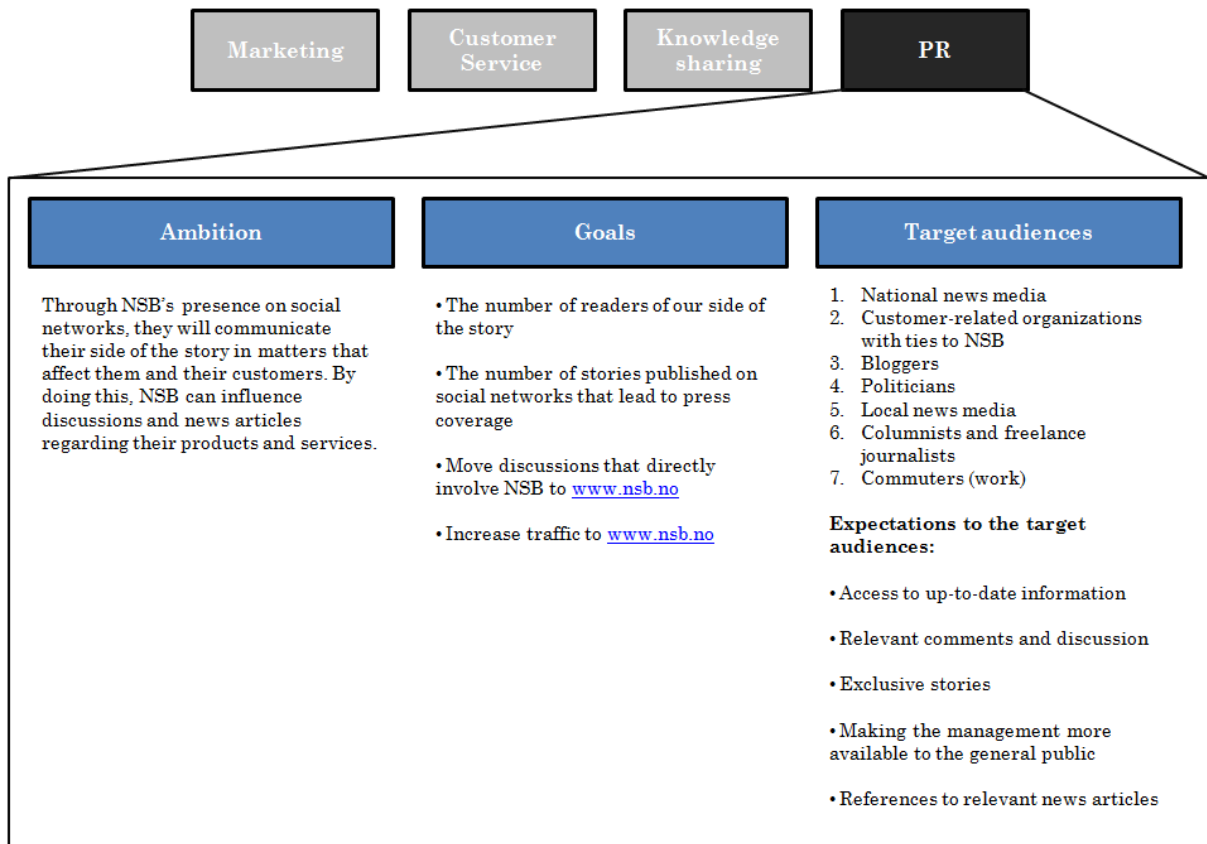 Marketing
Customer
Service
Knowledge
sharing
PR
Ambition
Through NSB’s presence on social
networks, they will communicate
their side of the story in matters that
affect them and their customers. By
doing this, NSB can influence
discussions and news articles
regarding their products and services.
Goals
• The number of readers of our side of
the story
• The number of stories published on
social networks that lead to press
coverage
• Move discussions that directly
involve NSB to www.nsb.no
• Increase traffic to www.nsb.no
Target audiences
1. National news media
2. Customer-related organizations
with ties to NSB
3. Bloggers
4. Politicians
5. Local news media
6. Columnists and freelance
journalists
7. Commuters (work)
Expectations to the target
audiences:
• Access to up-to-date information
• Relevant comments and discussion
• Exclusive stories
• Making the management more
available to the general public
• References to relevant news articles